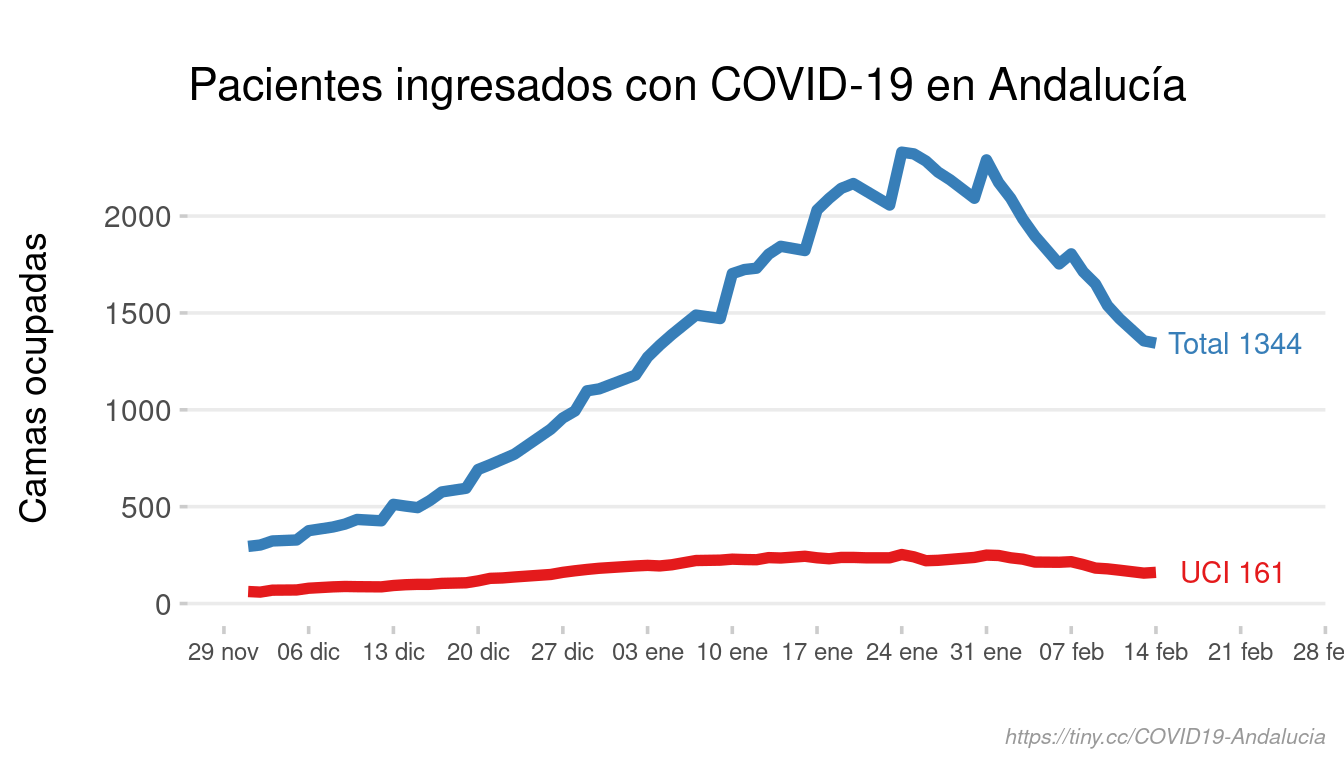 Pacientes ingresados con COVID-19 en Andalucía
Camas ocupadas
2000
1500
1000
500
0
Total 1344
UCI 161
29 nov 06 dic 13 dic 20 dic 27 dic 03 ene 10 ene 17 ene 24 ene 31 ene 07 feb 14 feb 21 feb 28 fe
https://tiny.cc/COVID19-Andalucia